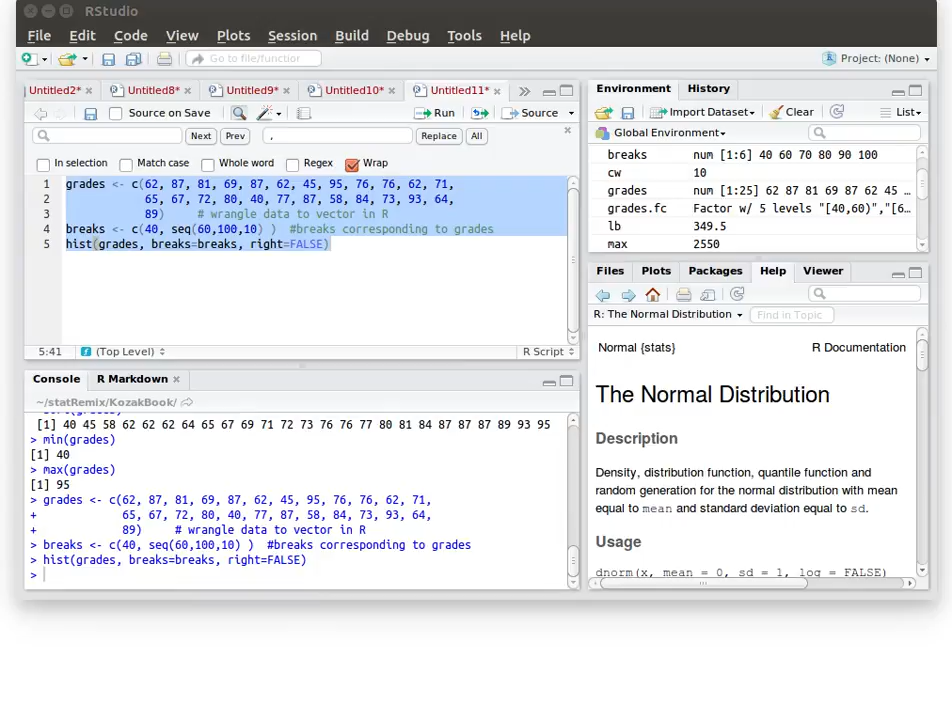 RStudio
File Edit Code View Plots Session Build Debug Tools Help
Go to file/function Project: (None)
Untitled2* Untitled8* Untitled9* Untitled10* Untitled11*
Source on Save Run Source
Next Prev , Replace All
In selection Match case Whole word Regex Wrap
1 grades <- c(62, 87, 81, 69, 87, 62, 45, 95, 76, 76, 62, 71,
2 65, 67, 72, 80, 40, 77, 87, 58, 84, 73, 93, 64,
3 89) # wrangle data to vector in R
4 breaks <- c(40, seq(60,100,10) ) #breaks corresponding to grades
5 hist(grades, breaks=breaks, right=FALSE)
5:41 (Top Level) R Script
Console R Markdown
~/statRemix/KozakBook/
[1] 40 45 58 62 62 62 64 65 67 69 71 72 73 76 76 77 80 81 84 87 87 87 89 93 95
> min(grades)
[1] 40
> max(grades)
[1] 95
> grades <- c(62, 87, 81, 69, 87, 62, 45, 95, 76, 76, 62, 71,
+ 65, 67, 72, 80, 40, 77, 87, 58, 84, 73, 93, 64,
+ 89) # wrangle data to vector in R
> breaks <- c(40, seq(60,100,10) ) #breaks corresponding to grades
> hist(grades, breaks=breaks, right=FALSE)
>
Environment History
Import Dataset Clear List
Global Environment
breaks num [1:6] 40 60 70 80 90 100
cw 10
grades num [1:25] 62 87 81 69 87 62 45 …
grades.fc Factor w/ 5 levels "[40,60)","[6…
lb 349.5
max 2550
Files Plots Packages Help Viewer
R: The Normal Distribution Find in Topic
Normal {stats} R Documentation
The Normal Distribution
Description
Density, distribution function, quantile function and
random generation for the normal distribution with mean
equal to mean and standard deviation equal to sd.
Usage
dnorm(x, mean = 0, sd = 1, log = FALSE)